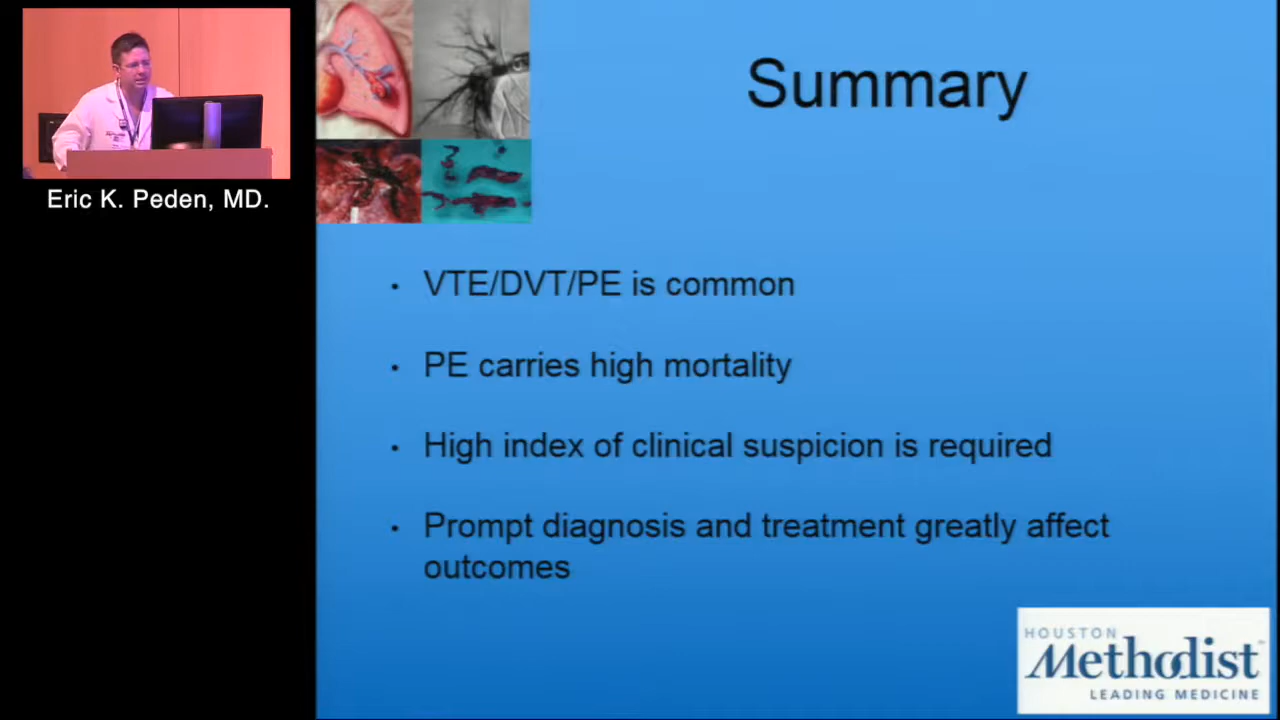 Eric K. Peden, MD.
Summary
• VTE/DVT/PE is common
• PE carries high mortality
• High index of clinical suspicion is required
• Prompt diagnosis and treatment greatly affect
outcomes
HOUSTON
Methodist
LEADING MEDICINE